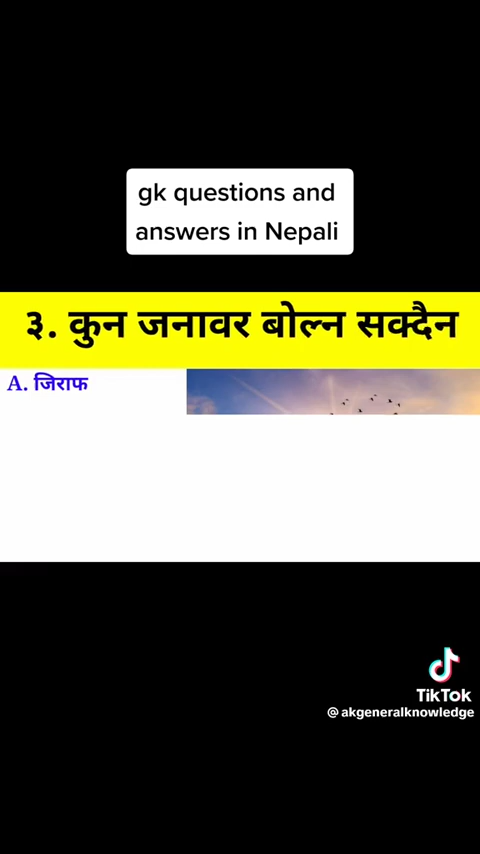 gk questions and
answers in Nepali
३. कुन जनावर बोल्न सक्दैन
A. जिराफ
TikTok
@akgeneralknowledge